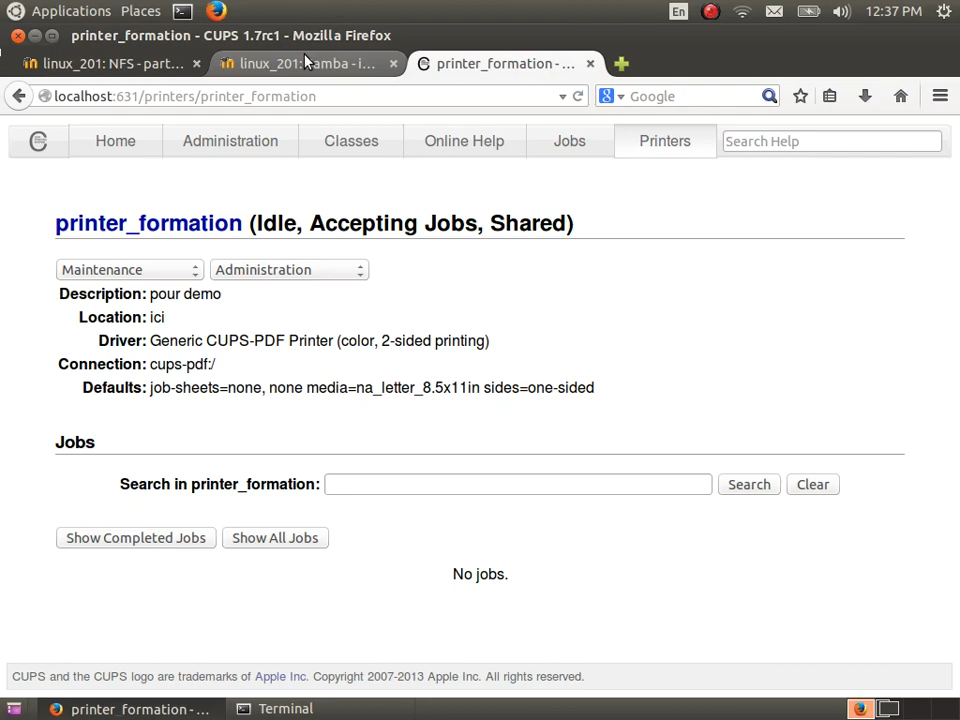 Applications Places En 12:37 PM
printer_formation - CUPS 1.7rc1 - Mozilla Firefox
linux_201: NFS - part... linux_201: Samba - i... printer_formation - ...
localhost:631/printers/printer_formation Google
Home Administration Classes Online Help Jobs Printers Search Help
printer_formation (Idle, Accepting Jobs, Shared)
Maintenance Administration
Description: pour demo
Location: ici
Driver: Generic CUPS-PDF Printer (color, 2-sided printing)
Connection: cups-pdf:/
Defaults: job-sheets=none, none media=na_letter_8.5x11in sides=one-sided
Jobs
Search in printer_formation: Search Clear
Show Completed Jobs Show All Jobs
No jobs.
CUPS and the CUPS logo are trademarks of Apple Inc. Copyright 2007-2013 Apple Inc. All rights reserved.
printer_formation - ... Terminal